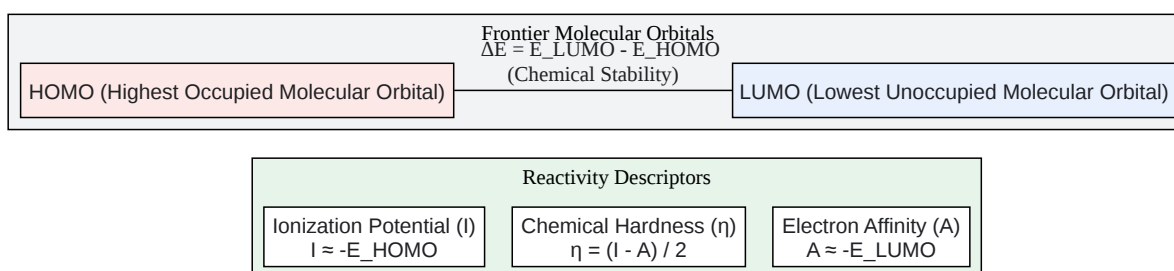 Frontier Molecular Orbitals
ΔE = E_LUMO - E_HOMO
(Chemical Stability)
HOMO (Highest Occupied Molecular Orbital)
LUMO (Lowest Unoccupied Molecular Orbital)
Reactivity Descriptors
Ionization Potential (I)
I ≈ -E_HOMO
Chemical Hardness (η)
η = (I - A) / 2
Electron Affinity (A)
A ≈ -E_LUMO